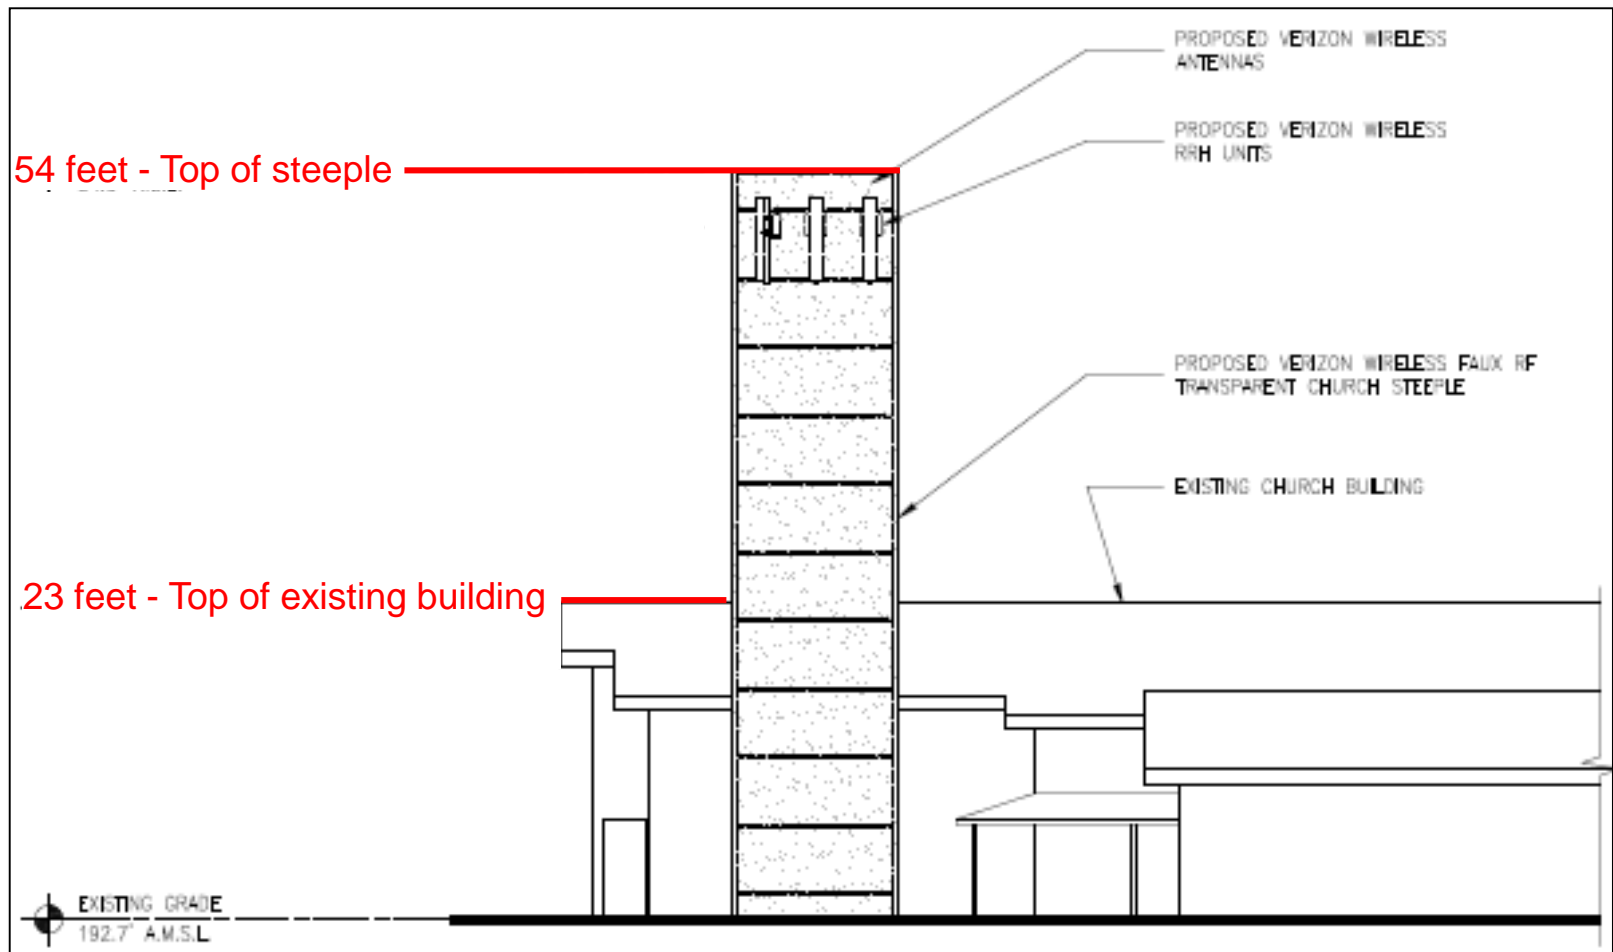 PROPOSED VERIZON WIRELESS
ANTENNAS
PROPOSED VERIZON WIRELESS
RRH UNITS
54 feet - Top of steeple
PROPOSED VERIZON WIRELESS FAUX RF
TRANSPARENT CHURCH STEEPLE
EXISTING CHURCH BUILDING
23 feet - Top of existing building
EXISTING GRADE
192.7' A.M.S.L.